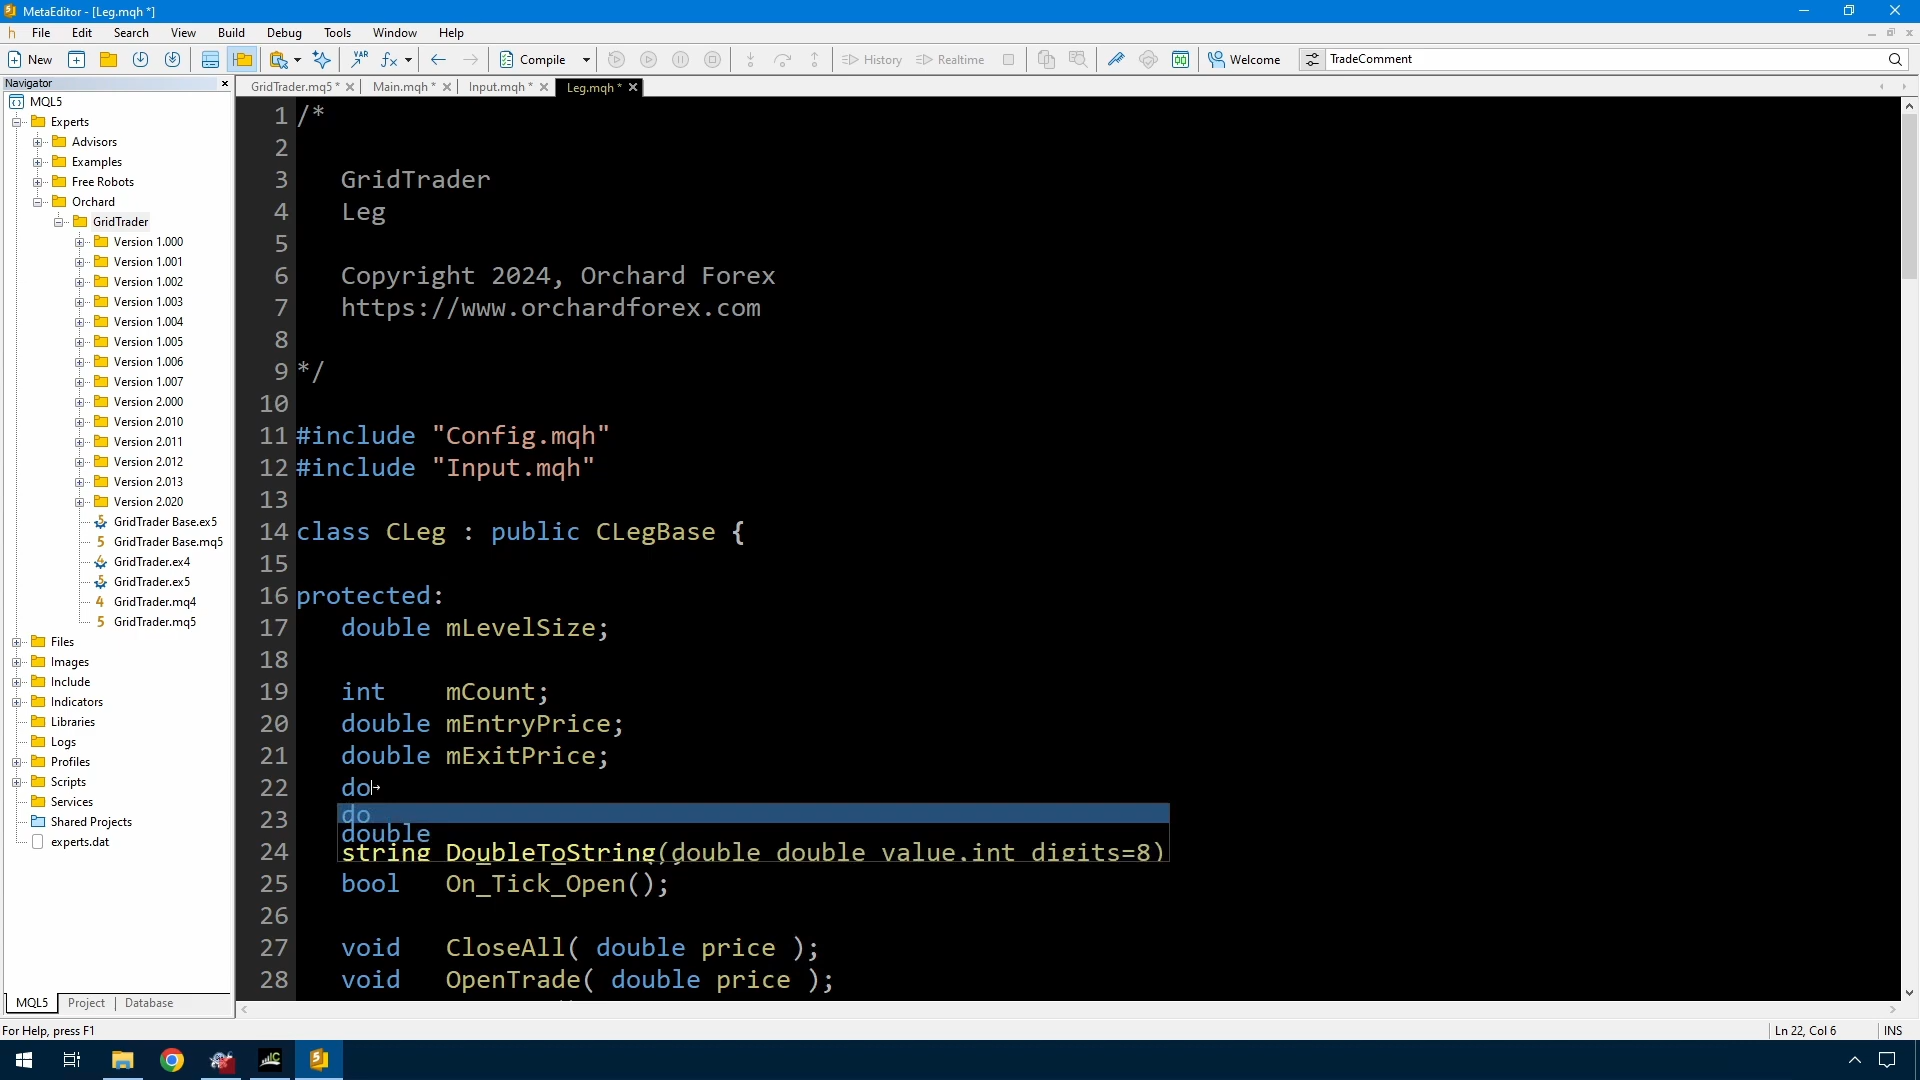 MetaEditor - [Leg.mqh *]
File Edit Search View Build Debug Tools Window Help
New Compile History Realtime Welcome TradeComment
Navigator
GridTrader.mq5 * Main.mqh * Input.mqh * Leg.mqh *
MQL5
Experts
Advisors
Examples
Free Robots
Orchard
GridTrader
Version 1.000
Version 1.001
Version 1.002
Version 1.003
Version 1.004
Version 1.005
Version 1.006
Version 1.007
Version 2.000
Version 2.010
Version 2.011
Version 2.012
Version 2.013
Version 2.020
GridTrader Base.ex5
GridTrader Base.mq5
GridTrader.ex4
GridTrader.ex5
GridTrader.mq4
GridTrader.mq5
Files
Images
Include
Indicators
Libraries
Logs
Profiles
Scripts
Services
Shared Projects
experts.dat
MQL5 Project Database
1 /*
2
3 GridTrader
4 Leg
5
6 Copyright 2024, Orchard Forex
7 https://www.orchardforex.com
8
9 */
10
11 #include "Config.mqh"
12 #include "Input.mqh"
13
14 class CLeg : public CLegBase {
15
16 protected:
17 double mLevelSize;
18
19 int mCount;
20 double mEntryPrice;
21 double mExitPrice;
22 do
23 do
double
24 string DoubleToString(double double value,int digits=8)
25 bool On_Tick_Open();
26
27 void CloseAll( double price );
28 void OpenTrade( double price );
For Help, press F1
Ln 22, Col 6 INS